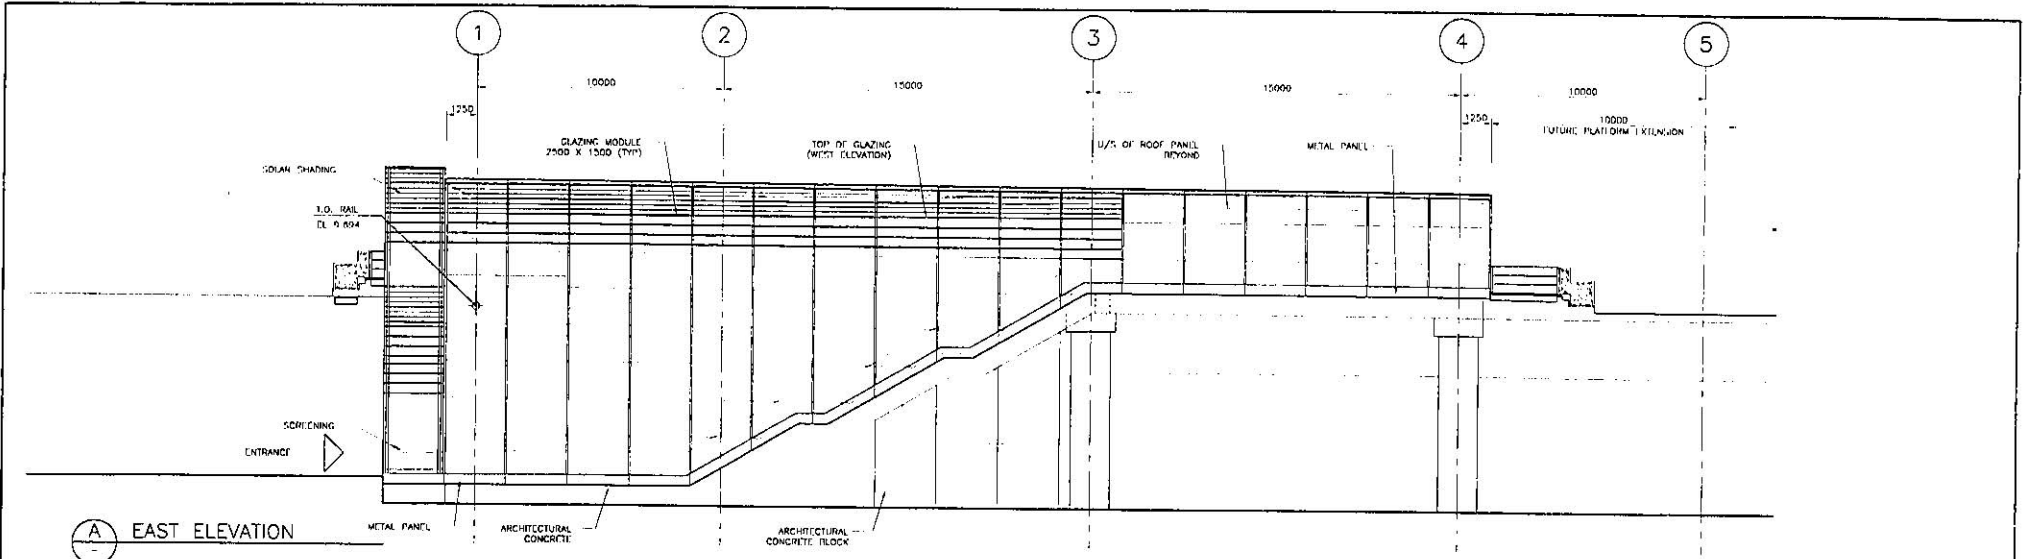 1
2
3
4
5
10000
15000
15000
10000
1250
1250
10000
FUTURE PLATFORM EXTENSION
GLAZING MODULE
2500 X 1500 (TYP)
TOP OF GLAZING
(WEST ELEVATION)
U/S OF ROOF PANEL
BEYOND
METAL PANEL
SOLAR SHADING
T.O. RAIL
EL 9.694
SCREENING
ENTRANCE
METAL PANEL
ARCHITECTURAL
CONCRETE
ARCHITECTURAL
CONCRETE BLOCK
A
EAST ELEVATION